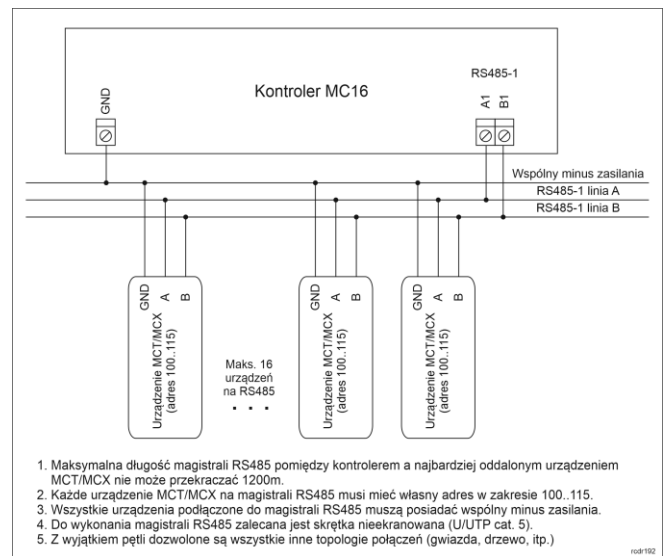 Kontroler MC16
RS485-1
GND
A1
B1
Wspólny minus zasilania
RS485-1 linia A
RS485-1 linia B
GND
A
B
Urządzenie MCT/MCX
(adres 100..115)
Maks. 16
urządzeń
na RS485
. . .
GND
A
B
Urządzenie MCT/MCX
(adres 100..115)
GND
A
B
Urządzenie MCT/MCX
(adres 100..115)
1. Maksymalna długość magistrali RS485 pomiędzy kontrolerem a najbardziej oddalonym urządzeniem
MCT/MCX nie może przekraczać 1200m.
2. Każde urządzenie MCT/MCX na magistrali RS485 musi mieć własny adres w zakresie 100..115.
3. Wszystkie urządzenia podłączone do magistrali RS485 muszą posiadać wspólny minus zasilania.
4. Do wykonania magistrali RS485 zalecana jest skrętka nieekranowana (U/UTP cat. 5).
5. Z wyjątkiem pętli dozwolone są wszystkie inne topologie połączeń (gwiazda, drzewo, itp.)
rcdr192